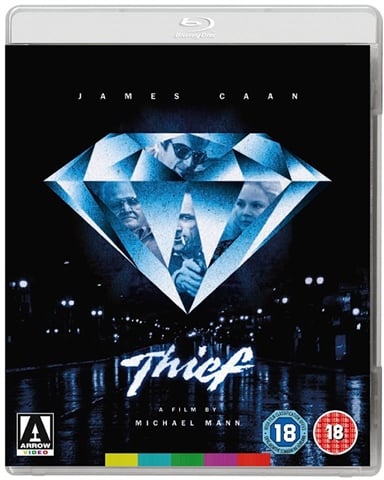 Blu-ray Disc
JAMES CAAN
Thief
A FILM BY
MICHAEL MANN
ARROW
VIDEO
18
18